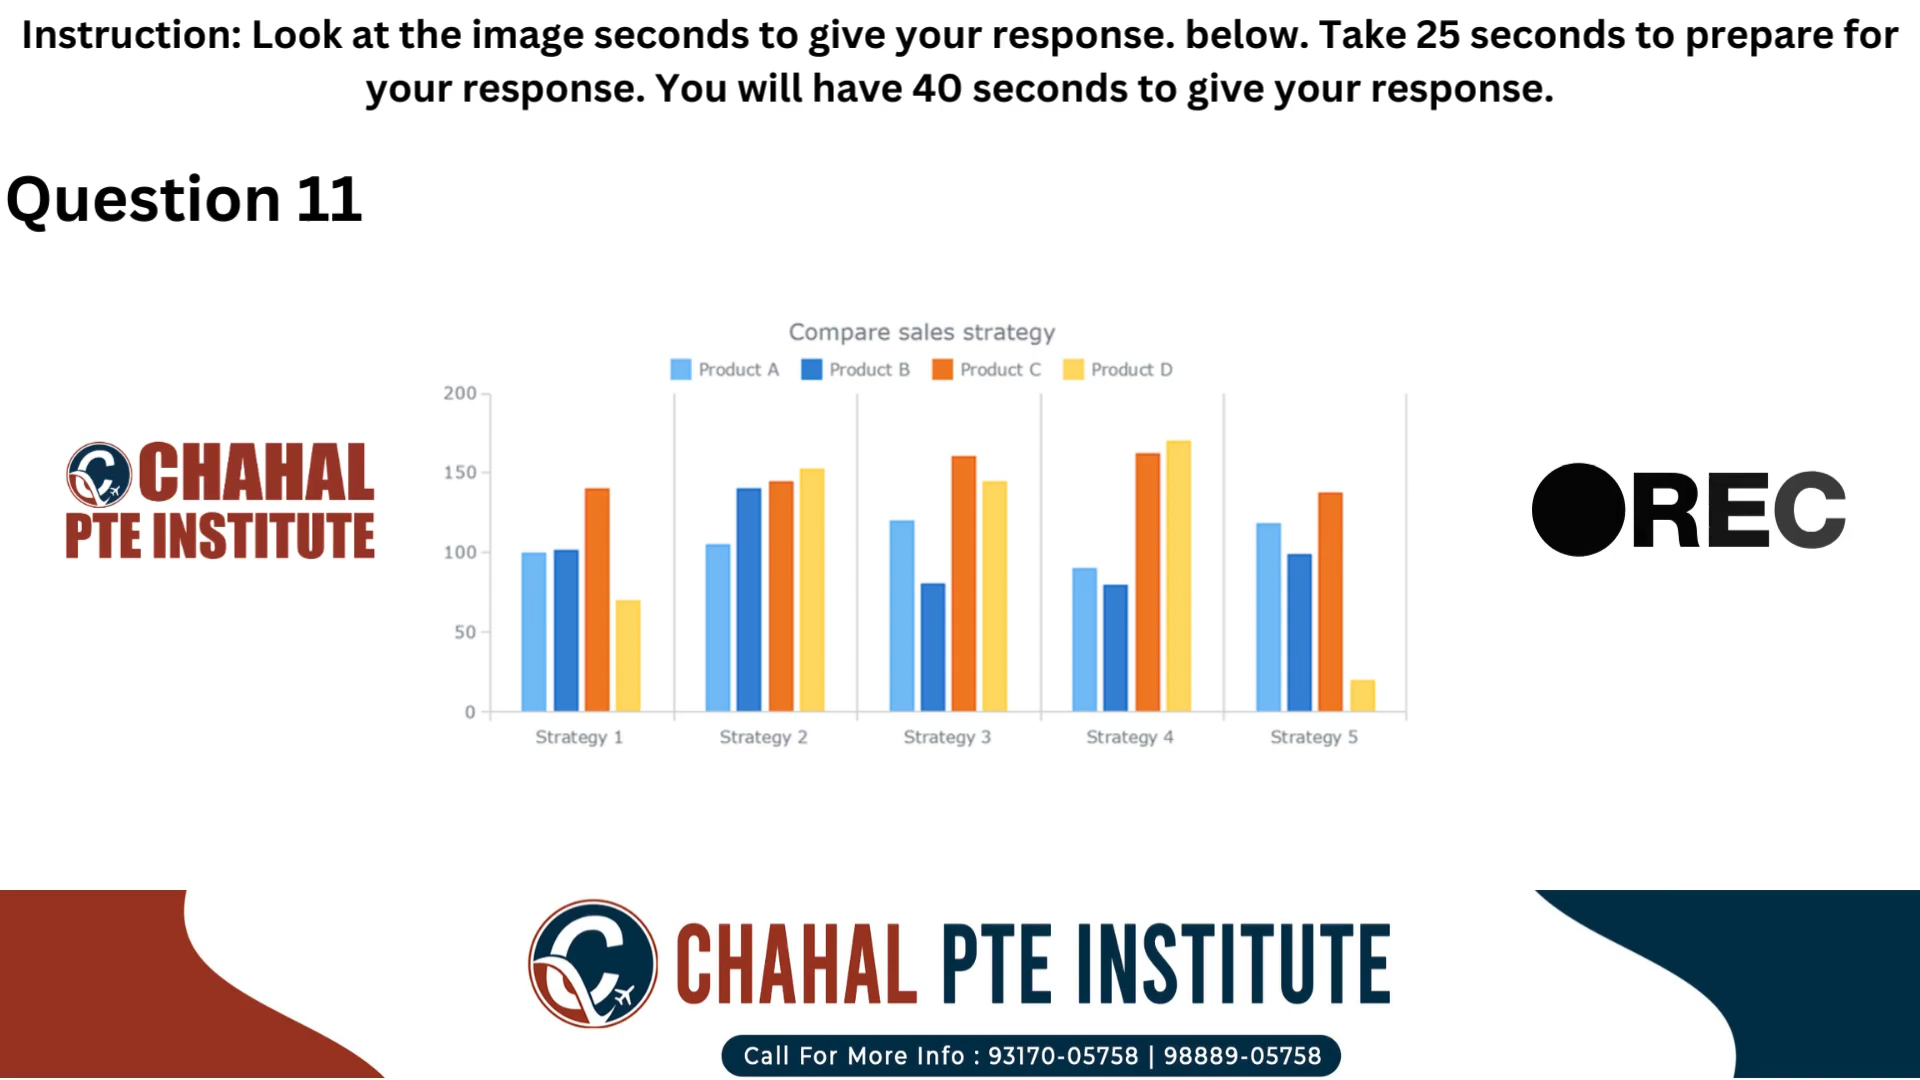 Instruction: Look at the image seconds to give your response. below. Take 25 seconds to prepare for
your response. You will have 40 seconds to give your response.
Question 11
Compare sales strategy
Product A Product B Product C Product D
200
150
100
50
0
Strategy 1 Strategy 2 Strategy 3 Strategy 4 Strategy 5
CHAHAL
PTE INSTITUTE
REC
CHAHAL PTE INSTITUTE
Call For More Info : 93170-05758 | 98889-05758